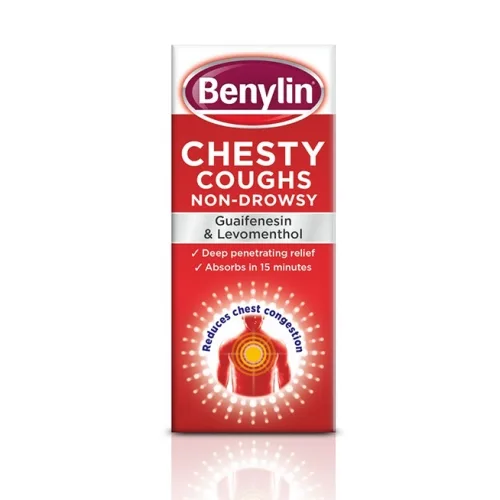 Benylin®
CHESTY
COUGHS
NON-DROWSY
Guaifenesin
& Levomenthol
✓ Deep penetrating relief
✓ Absorbs in 15 minutes
Reduces chest congestion